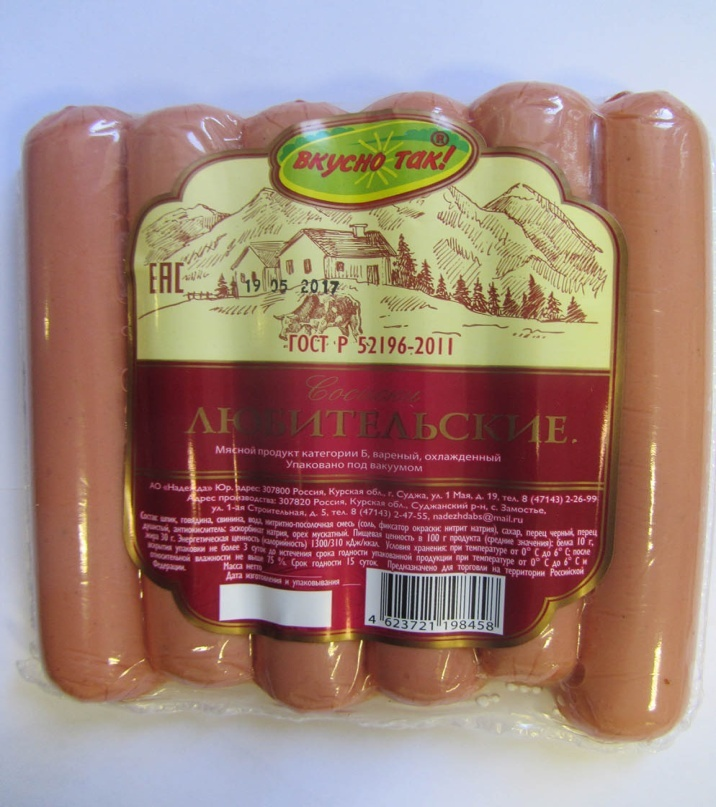 ВКУСНО ТАК!®
ЕАС
19 05 2017
ГОСТ Р 52196-2011
Сосиски
ЛЮБИТЕЛЬСКИЕ.
Мясной продукт категории Б, вареный, охлажденный
Упаковано под вакуумом
АО «Надежда» Юр. адрес: 307800 Россия, Курская обл., г. Суджа, ул. 1 Мая, д. 19, тел. 8 (47143) 2-26-99
Адрес производства: 307820 Россия, Курская обл., Суджанский р-н, с. Замостье,
ул. 1-ая Строительная, д. 5, тел. 8 (47143) 2-47-55, nadezhdabs@mail.ru
Состав: шпик, говядина, свинина, вода, нитритно-посолочная смесь (соль, фиксатор окраски: нитрит натрия), сахар, перец черный, перец
душистый, антиокислитель: аскорбинат натрия, орех мускатный. Пищевая ценность в 100 г продукта (средние значения): белка 10 г,
жира 30 г. Энергетическая ценность (калорийность) 1300/310 кДж/ккал. Условия хранения: при температуре от 0° С до 6° С; после
вскрытия упаковки не более 3 суток до истечения срока годности упакованной продукции при температуре от 0° С до 6° С и
относительной влажности не выше 75 %. Срок годности 15 суток. Предназначено для торговли на территории Российской
Федерации.
Масса нетто
Дата изготовления и упаковывания
4 623721 198458